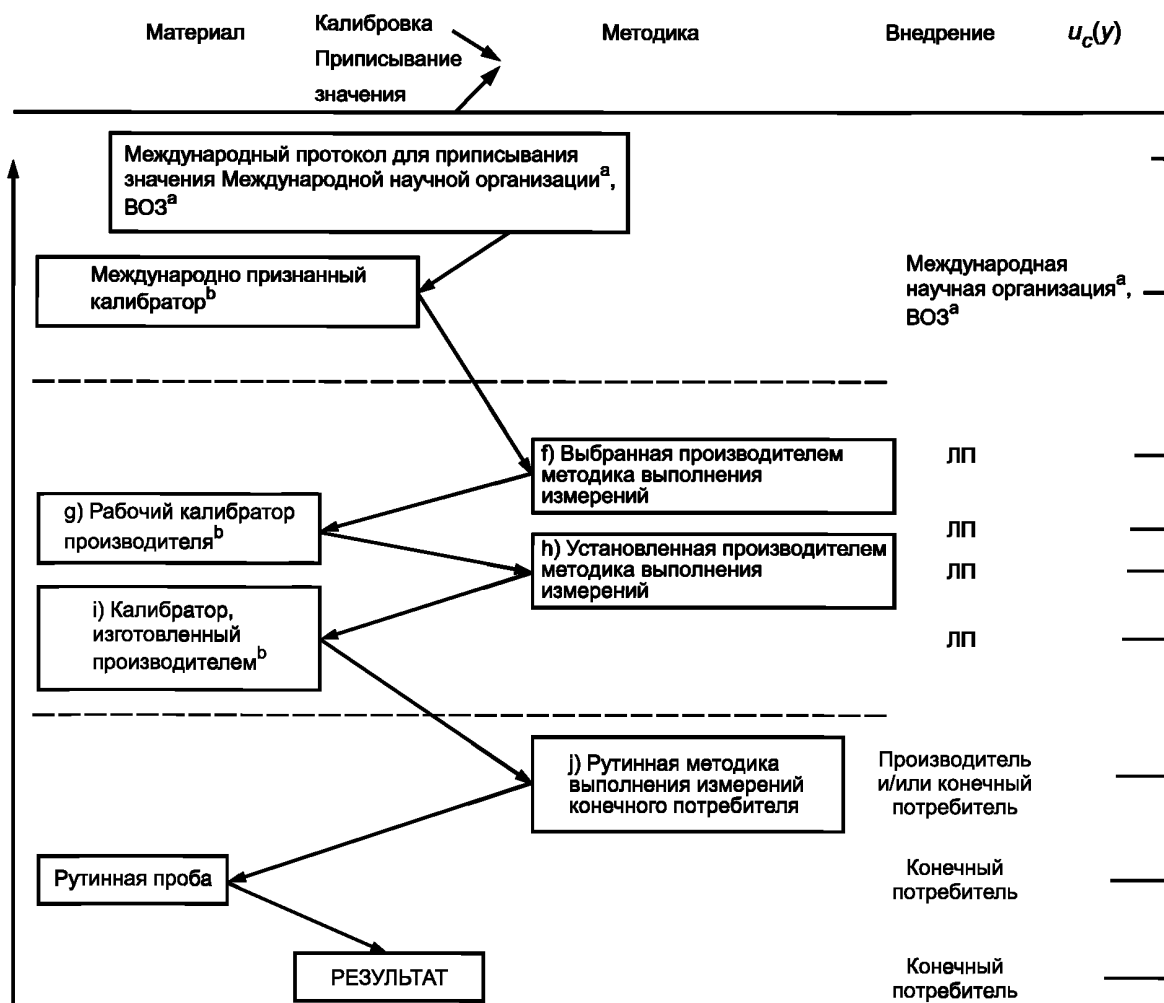 Материал
Калибровка
Приписывание
значения
Методика
Внедрение
u_c(y)
Международный протокол для приписывания
значения Международной научной организации^a,
ВОЗ^a
Международно признанный
калибратор^b
Международная
научная организация^a,
ВОЗ^a
f) Выбранная производителем
методика выполнения
измерений
ЛП
g) Рабочий калибратор
производителя^b
ЛП
h) Установленная производителем
методика выполнения
измерений
ЛП
i) Калибратор,
изготовленный
производителем^b
ЛП
j) Рутинная методика
выполнения измерений
конечного потребителя
Производитель
и/или конечный
потребитель
Рутинная проба
Конечный
потребитель
РЕЗУЛЬТАТ
Конечный
потребитель